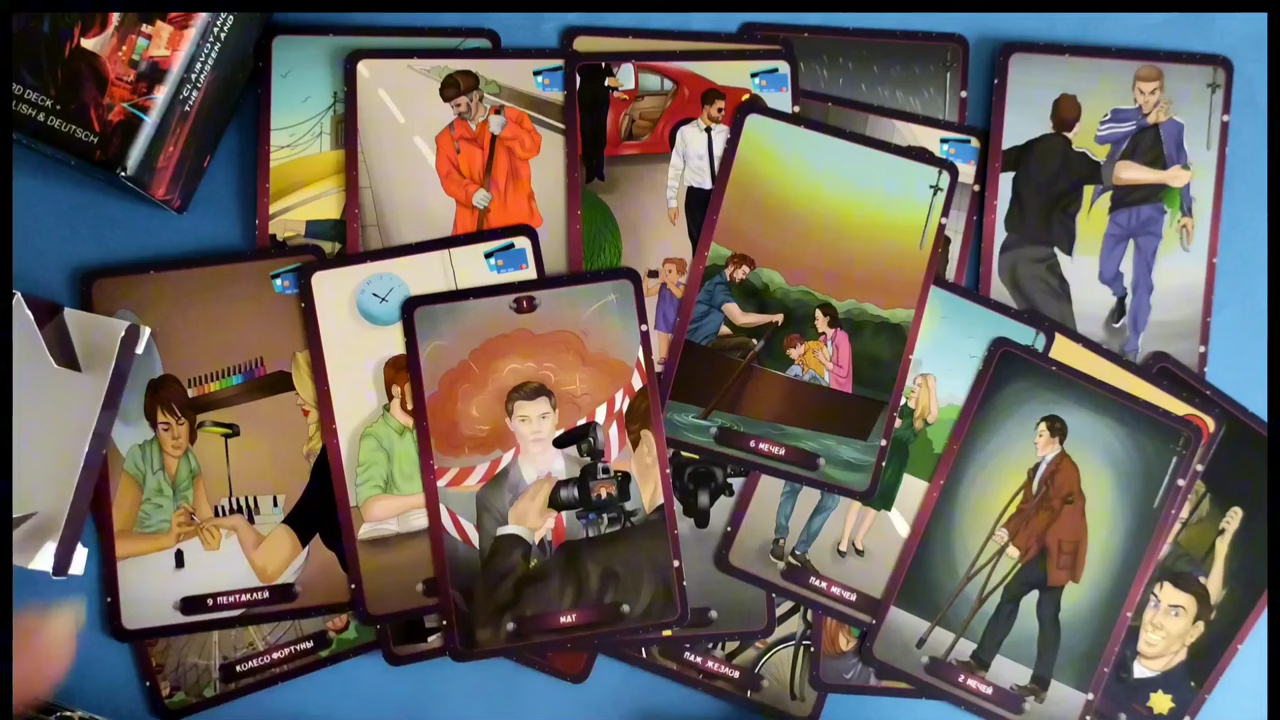 CLAIRVOYANC
THE UNSEEN AND
RD DECK +
LISH & DEUTSCH
I
6 МЕЧЕЙ
ПАЖ МЕЧЕЙ
9 ПЕНТАКЛЕЙ
МАГ
КОЛЕСО ФОРТУНЫ
ПАЖ ЖЕЗЛОВ
2 МЕЧЕЙ